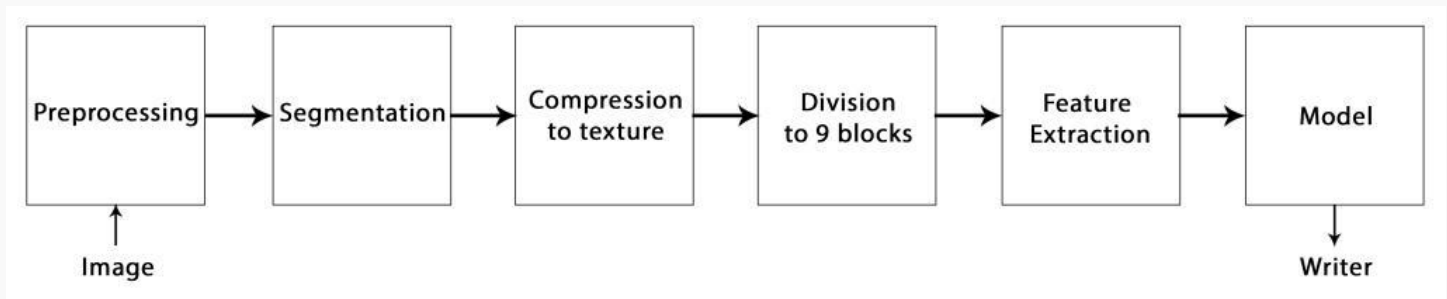 Preprocessing
Segmentation
Compression
to texture
Division
to 9 blocks
Feature
Extraction
Model
Image
Writer